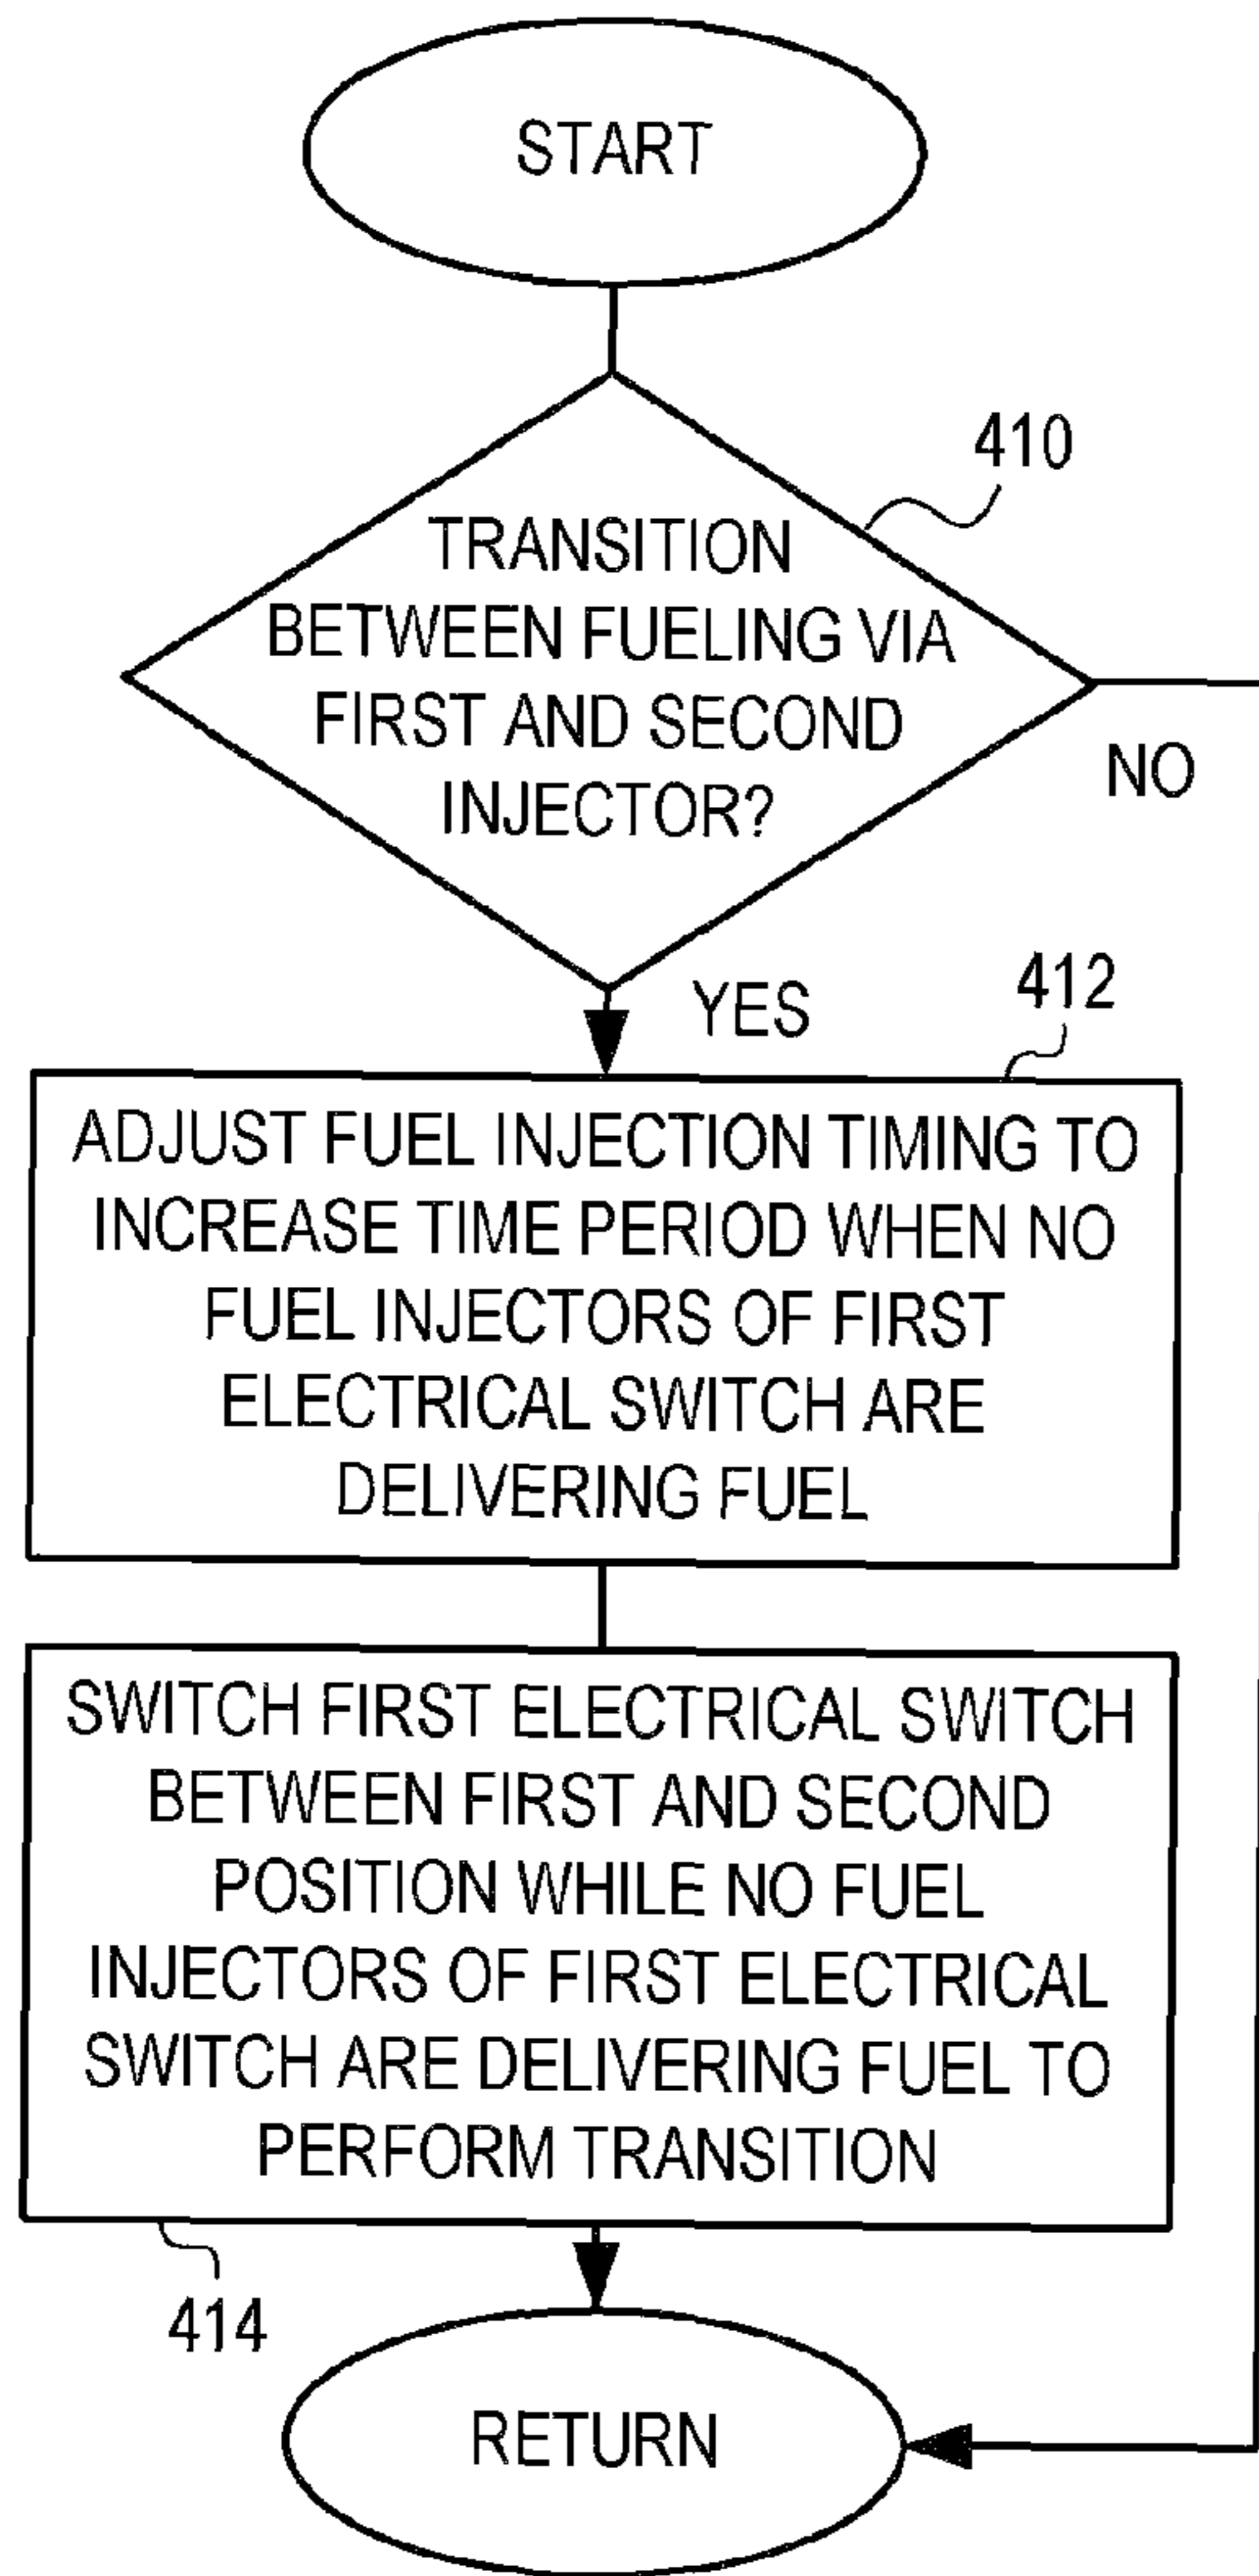 START
410
TRANSITION
BETWEEN FUELING VIA
FIRST AND SECOND
INJECTOR?
NO
YES
412
ADJUST FUEL INJECTION TIMING TO
INCREASE TIME PERIOD WHEN NO
FUEL INJECTORS OF FIRST
ELECTRICAL SWITCH ARE
DELIVERING FUEL
SWITCH FIRST ELECTRICAL SWITCH
BETWEEN FIRST AND SECOND
POSITION WHILE NO FUEL
INJECTORS OF FIRST ELECTRICAL
SWITCH ARE DELIVERING FUEL TO
PERFORM TRANSITION
414
RETURN